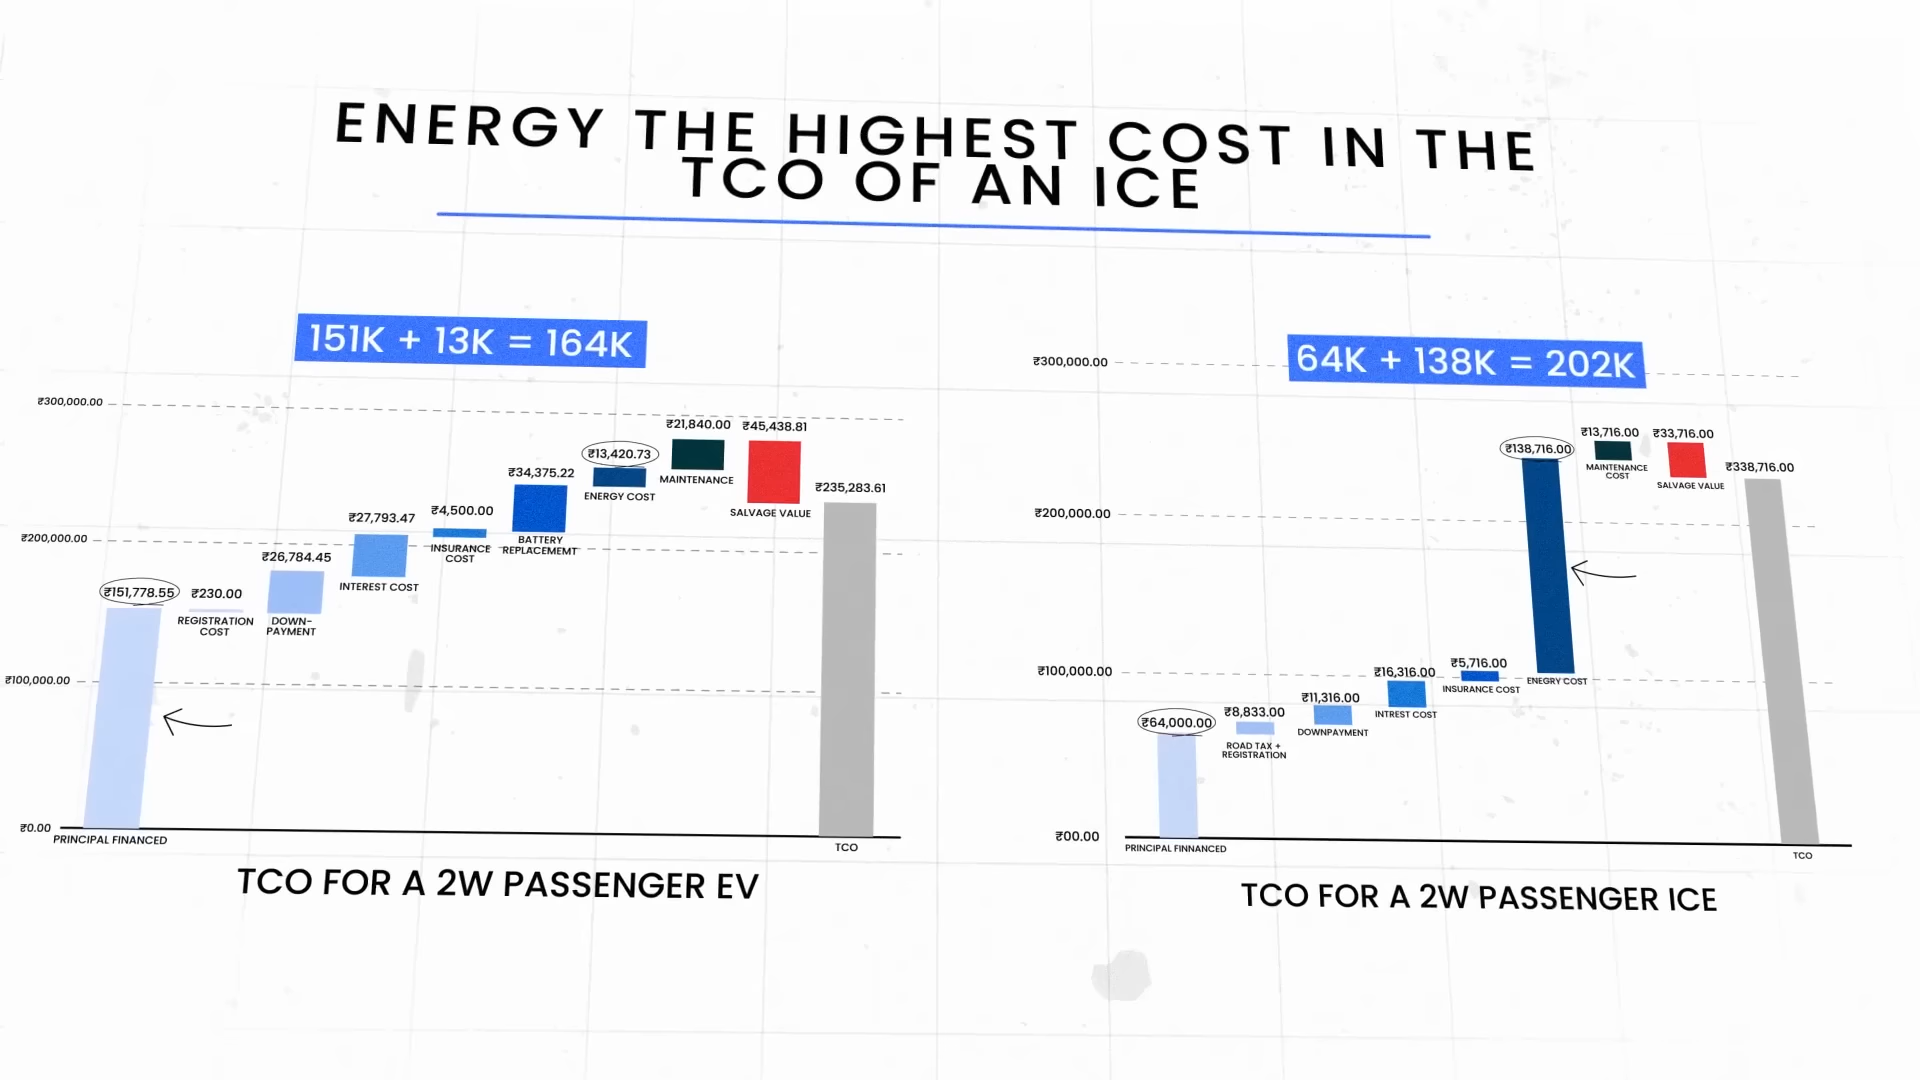 ENERGY THE HIGHEST COST IN THE
TCO OF AN ICE
151K + 13K = 164K
₹300,000.00
₹200,000.00
₹100,000.00
₹0.00
₹151,778.55
PRINCIPAL FINANCED
₹230.00
REGISTRATION
COST
₹26,784.45
DOWN-
PAYMENT
₹27,793.47
INTEREST COST
₹4,500.00
INSURANCE
COST
₹34,375.22
BATTERY
REPLACEMEMT
₹13,420.73
ENERGY COST
₹21,840.00
MAINTENANCE
₹45,438.81
SALVAGE VALUE
₹235,283.61
TCO
TCO FOR A 2W PASSENGER EV
64K + 138K = 202K
₹300,000.00
₹200,000.00
₹100,000.00
₹00.00
₹64,000.00
PRINCIPAL FINNANCED
₹8,833.00
ROAD TAX +
REGISTRATION
₹11,316.00
DOWNPAYMENT
₹16,316.00
INTREST COST
₹5,716.00
INSURANCE COST
₹138,716.00
ENEGRY COST
₹13,716.00
MAINTENANCE
COST
₹33,716.00
SALVAGE VALUE
₹338,716.00
TCO
TCO FOR A 2W PASSENGER ICE